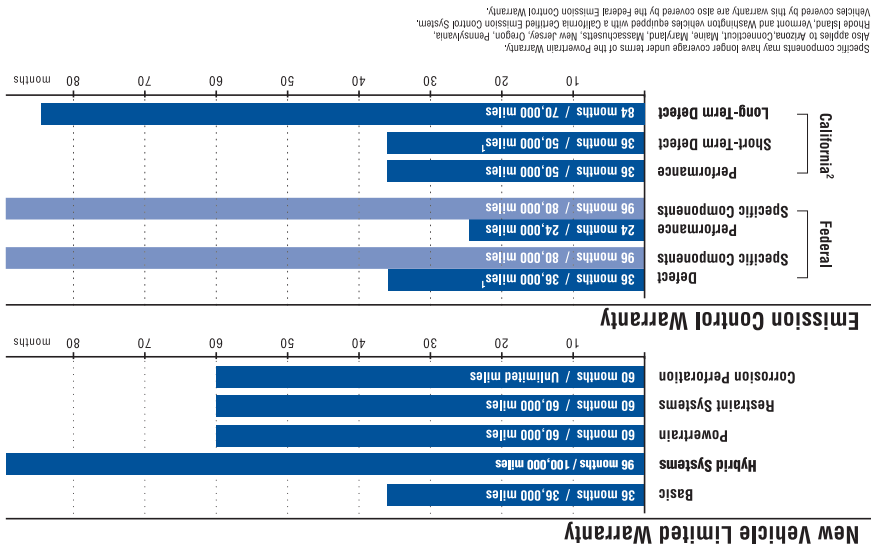 New Vehicle Limited Warranty
Basic 36 months / 36,000 miles
Hybrid Systems 96 months / 100,000 miles
Powertrain 60 months / 60,000 miles
Restraint Systems 60 months / 60,000 miles
Corrosion Perforation 60 months / Unlimited miles
10 20 30 40 50 60 70 80 months
Emission Control Warranty
Federal
Defect 36 months / 36,000 miles¹
Specific Components 96 months / 80,000 miles
Performance 24 months / 24,000 miles
Specific Components 96 months / 80,000 miles
California²
Performance 36 months / 50,000 miles
Short-Term Defect 36 months / 50,000 miles¹
Long-Term Defect 84 months / 70,000 miles
10 20 30 40 50 60 70 80 months
Specific components may have longer coverage under terms of the Powertrain Warranty.
Also applies to Arizona,Connecticut, Maine, Maryland, Massachusetts, New Jersey, Oregon, Pennsylvania,
Rhode Island, Vermont and Washington vehicles equipped with a California Certified Emission Control System.
Vehicles covered by this warranty are also covered by the Federal Emission Control Warranty.